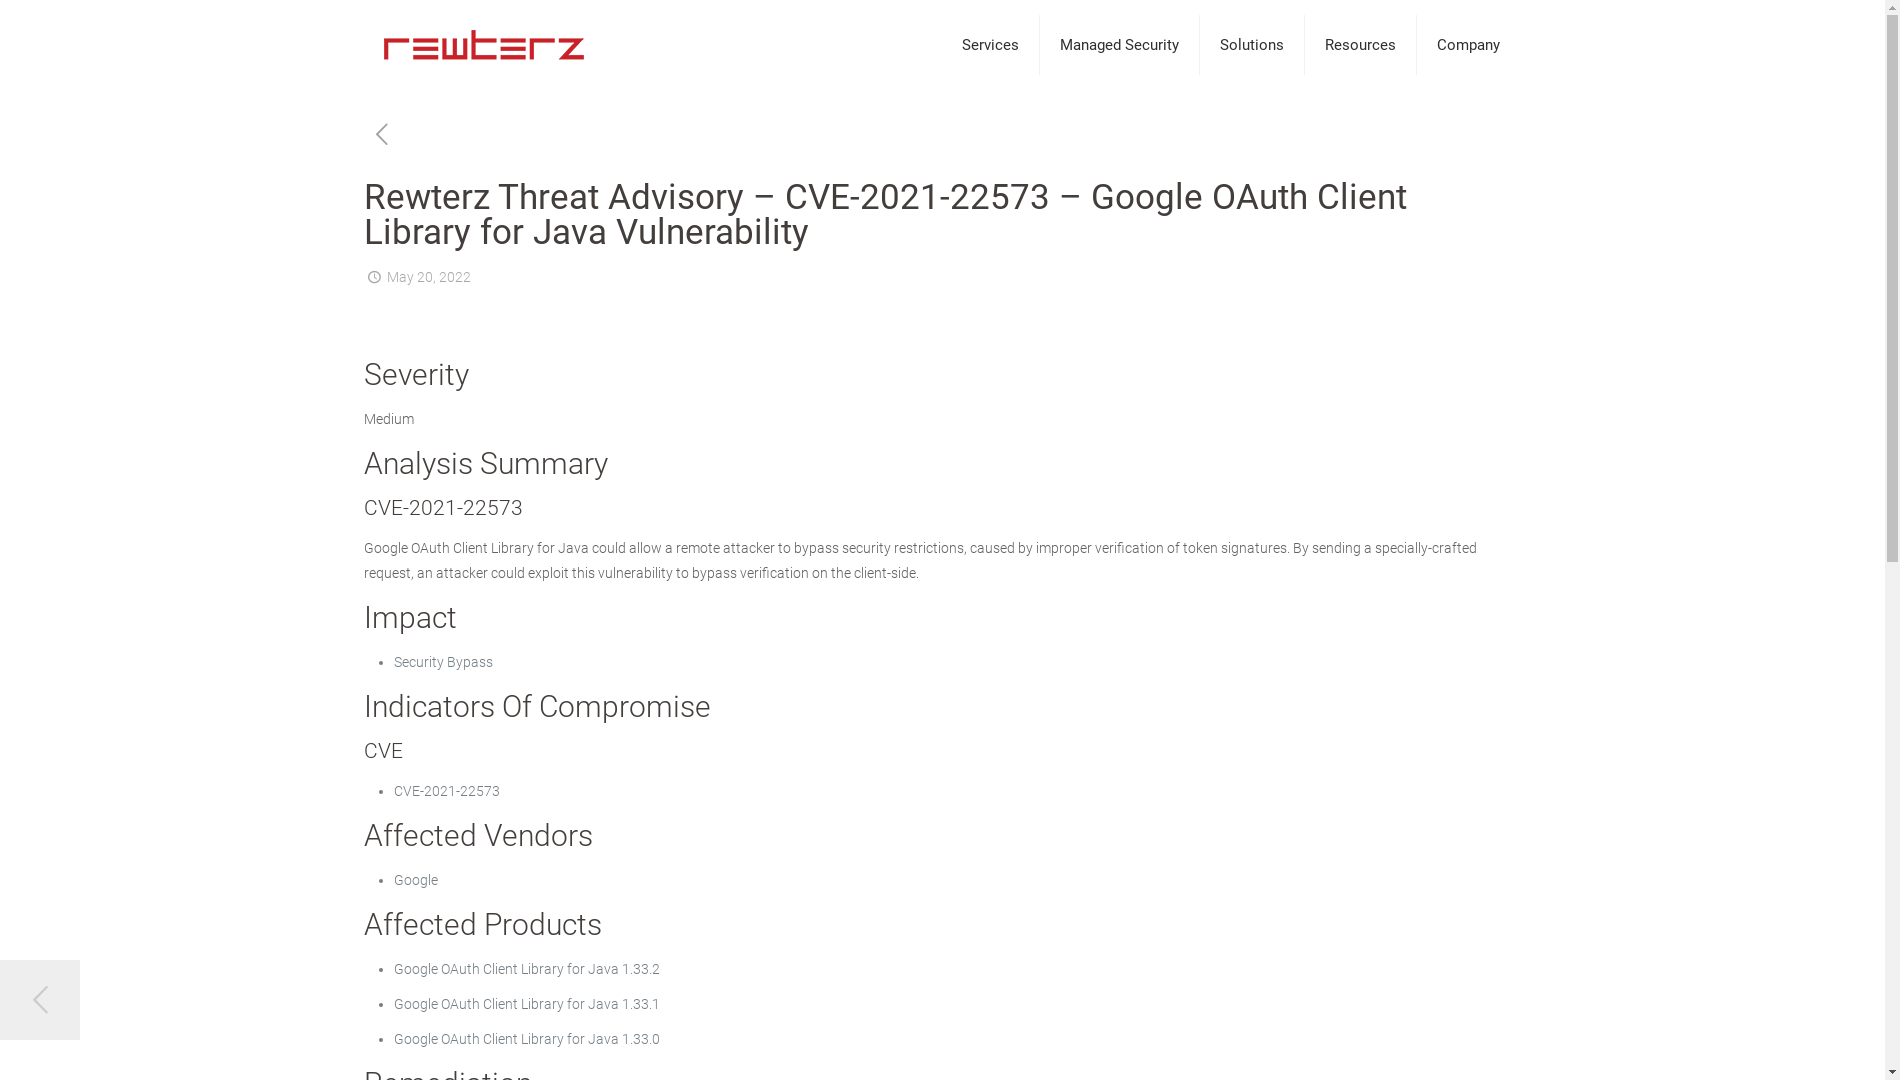 rewterz
Services
Managed Security
Solutions
Resources
Company
Rewterz Threat Advisory – CVE-2021-22573 – Google OAuth Client
Library for Java Vulnerability
May 20, 2022
Severity
Medium
Analysis Summary
CVE-2021-22573
Google OAuth Client Library for Java could allow a remote attacker to bypass security restrictions, caused by improper verification of token signatures. By sending a specially-crafted
request, an attacker could exploit this vulnerability to bypass verification on the client-side.
Impact
Security Bypass
Indicators Of Compromise
CVE
CVE-2021-22573
Affected Vendors
Google
Affected Products
Google OAuth Client Library for Java 1.33.2
Google OAuth Client Library for Java 1.33.1
Google OAuth Client Library for Java 1.33.0
Remediation